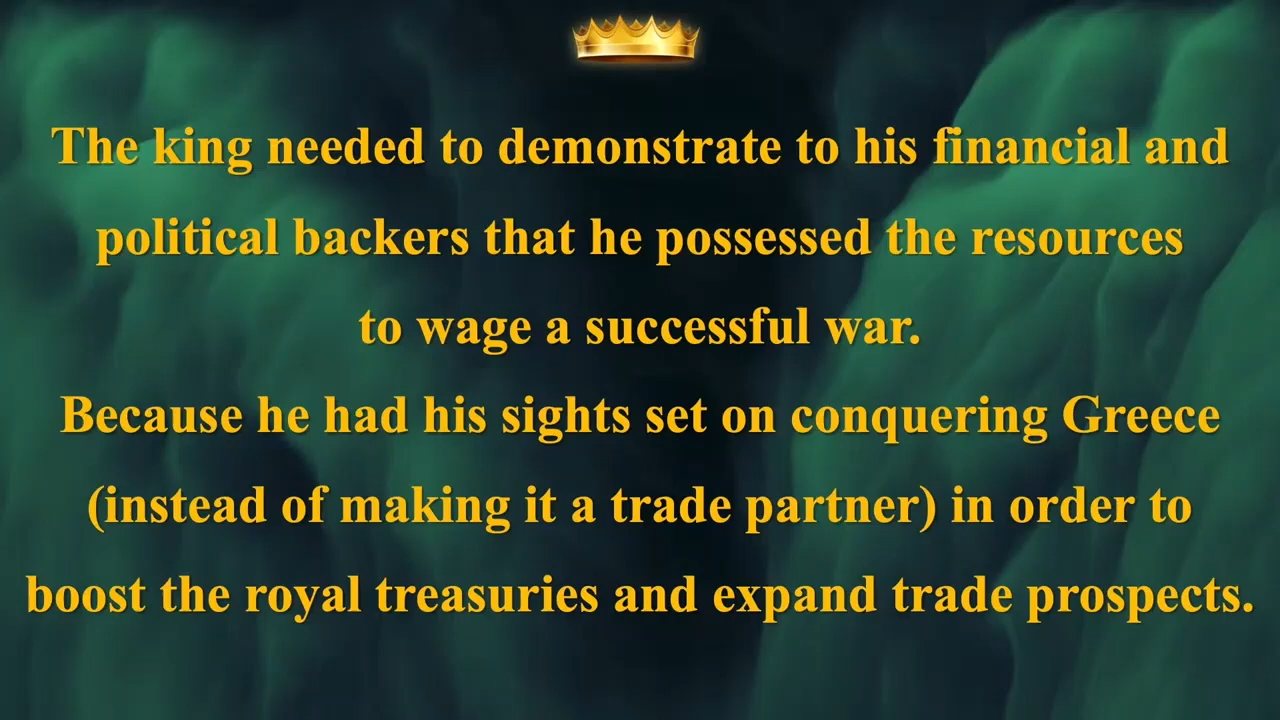 The king needed to demonstrate to his financial and
political backers that he possessed the resources
to wage a successful war.
Because he had his sights set on conquering Greece
(instead of making it a trade partner) in order to
boost the royal treasuries and expand trade prospects.